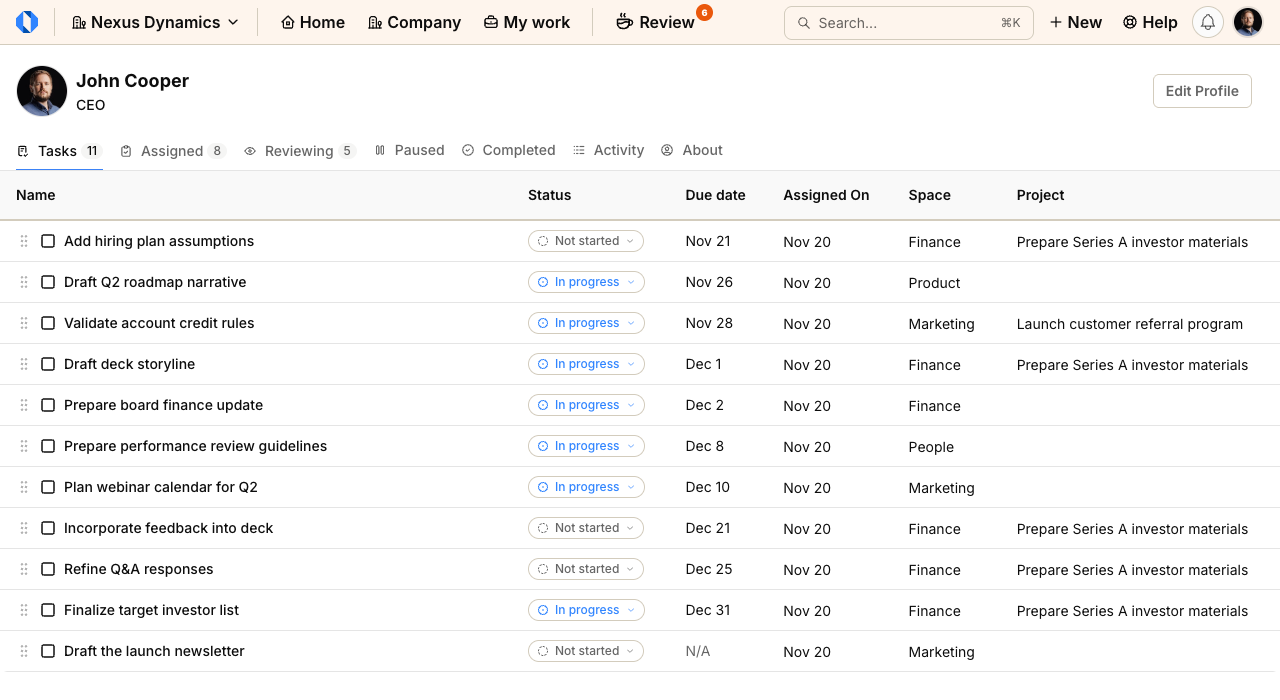 Nexus Dynamics Home Company My work Review 6 Search... ⌘K New Help
John Cooper
CEO
Edit Profile
Tasks 11 Assigned 8 Reviewing 5 Paused Completed Activity About
Name Status Due date Assigned On Space Project
Add hiring plan assumptions Not started Nov 21 Nov 20 Finance Prepare Series A investor materials
Draft Q2 roadmap narrative In progress Nov 26 Nov 20 Product
Validate account credit rules In progress Nov 28 Nov 20 Marketing Launch customer referral program
Draft deck storyline In progress Dec 1 Nov 20 Finance Prepare Series A investor materials
Prepare board finance update In progress Dec 2 Nov 20 Finance
Prepare performance review guidelines In progress Dec 8 Nov 20 People
Plan webinar calendar for Q2 In progress Dec 10 Nov 20 Marketing
Incorporate feedback into deck Not started Dec 21 Nov 20 Finance Prepare Series A investor materials
Refine Q&A responses Not started Dec 25 Nov 20 Finance Prepare Series A investor materials
Finalize target investor list In progress Dec 31 Nov 20 Finance Prepare Series A investor materials
Draft the launch newsletter Not started N/A Nov 20 Marketing